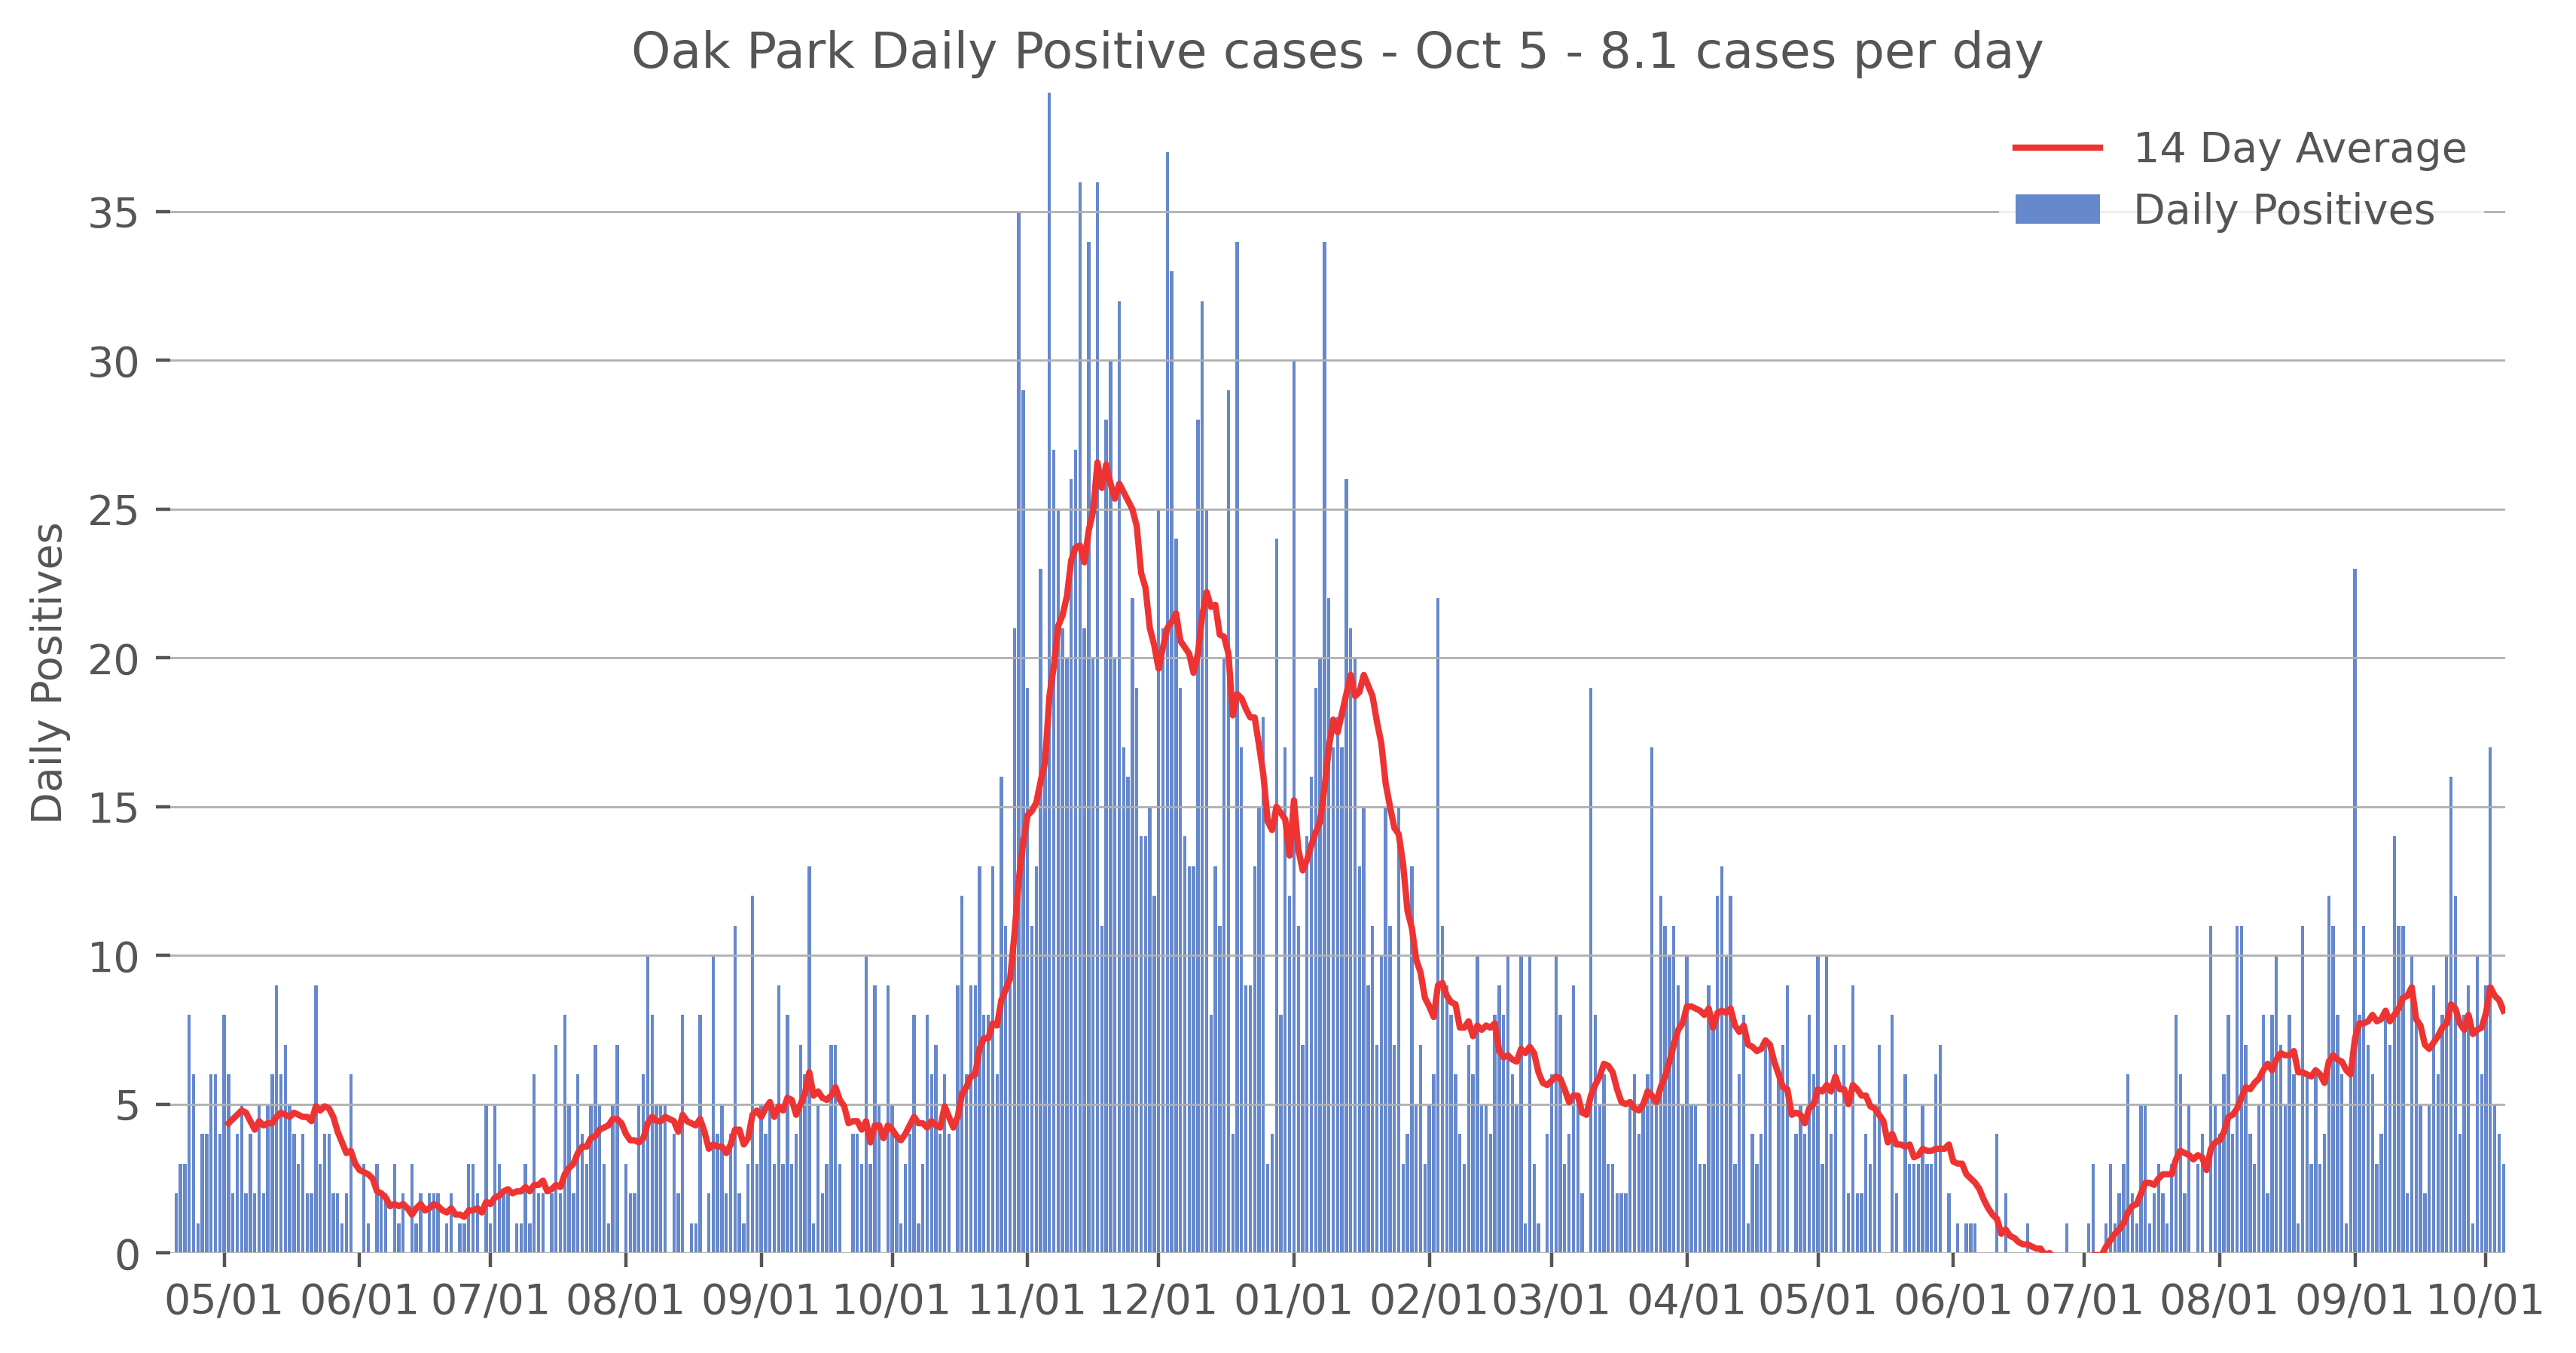 Oak Park Daily Positive cases - Oct 5 - 8.1 cases per day
14 Day Average
Daily Positives
Daily Positives
35
30
25
20
15
10
5
0
05/01 06/01 07/01 08/01 09/01 10/01 11/01 12/01 01/01 02/01 03/01 04/01 05/01 06/01 07/01 08/01 09/01 10/01